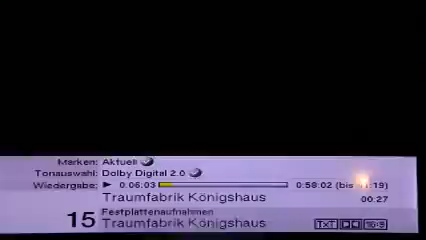 Marken: Aktuell
Tonauswahl: Dolby Digital 2.0
Wiedergabe: 0:06:03 0:58:02 (bis :19)
Traumfabrik Königshaus 00:27
15 Festplattenaufnahmen
Traumfabrik Königshaus TXT 16:9